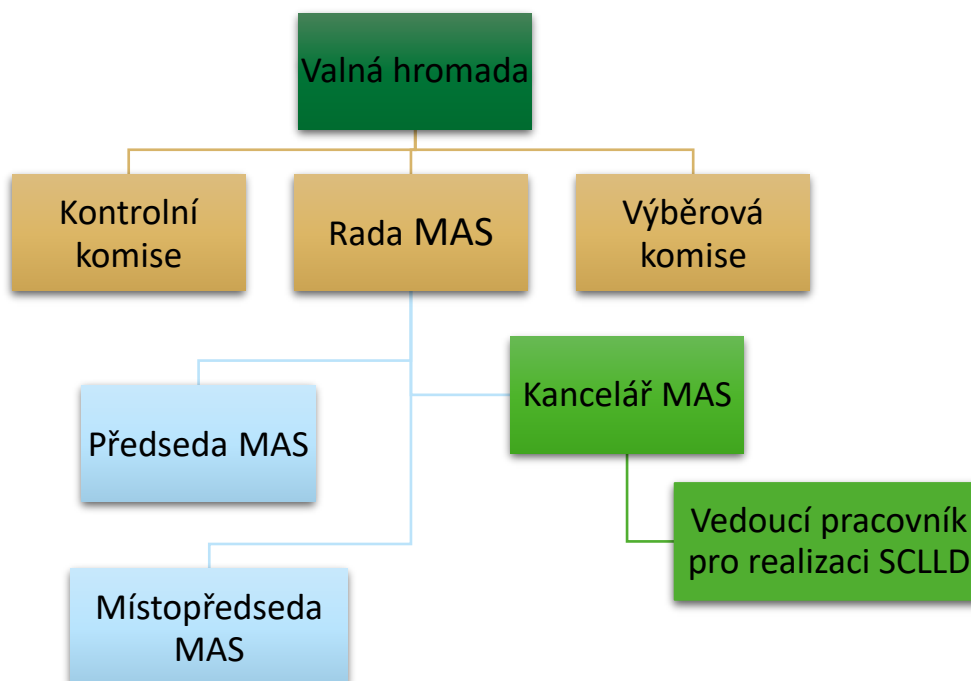 Valná hromada
Kontrolní
komise
Rada MAS
Výběrová
komise
Předseda MAS
Kancelář MAS
Vedoucí pracovník
pro realizaci SCLLD
Místopředseda
MAS